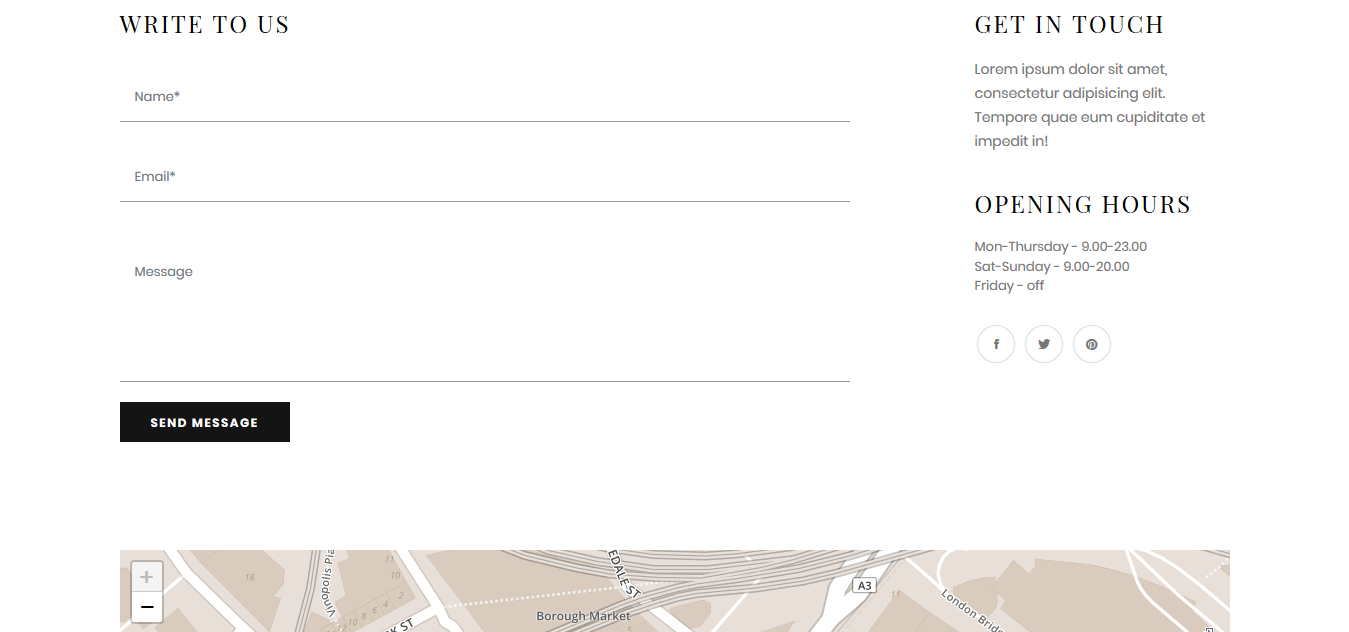 WRITE TO US
Name*
Email*
Message
SEND MESSAGE
GET IN TOUCH
Lorem ipsum dolor sit amet,
consectetur adipisicing elit.
Tempore quae eum cupiditate et
impedit in!
OPENING HOURS
Mon-Thursday - 9.00-23.00
Sat-Sunday - 9.00-20.00
Friday - off
+
−
18
Vinopolis Pla
11
10
2
4
6
8
10
12
K ST
EDALE ST
Borough Market
A3
11
London Bridg